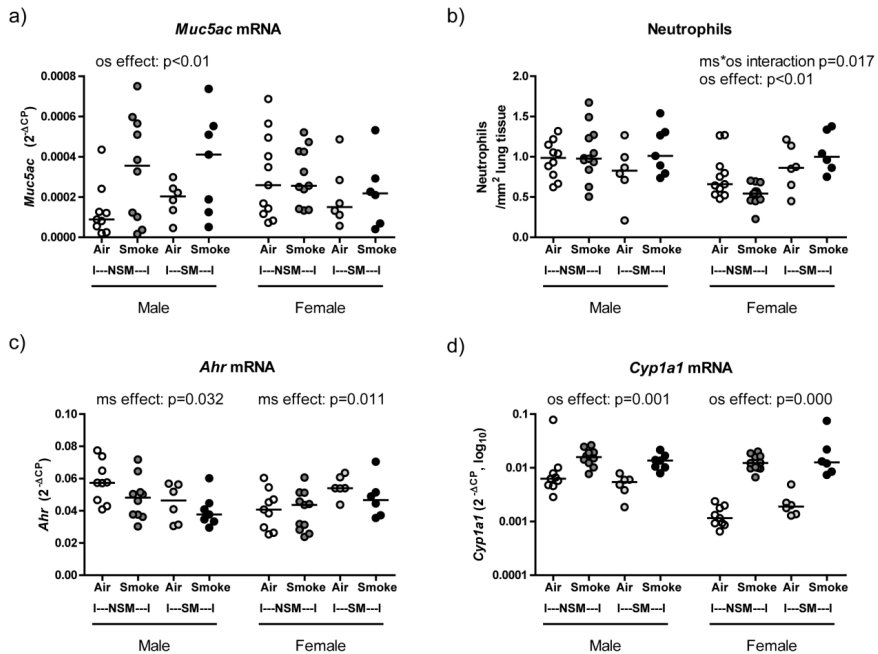 a)
Muc5ac mRNA
os effect: p<0.01
Muc5ac (2^-ΔCP)
0.0008
0.0006
0.0004
0.0002
0.0000
Air Smoke Air Smoke Air Smoke Air Smoke
I---NSM---I I---SM---I I---NSM---I I---SM---I
Male Female
b)
Neutrophils
ms*os interaction p=0.017
os effect: p<0.01
Neutrophils
/mm² lung tissue
2.0
1.5
1.0
0.5
0.0
Air Smoke Air Smoke Air Smoke Air Smoke
I---NSM---I I---SM---I I---NSM---I I---SM---I
Male Female
c)
Ahr mRNA
ms effect: p=0.032 ms effect: p=0.011
Ahr (2^-ΔCP)
0.10
0.08
0.06
0.04
0.02
0.00
Air Smoke Air Smoke Air Smoke Air Smoke
I---NSM---I I---SM---I I---NSM---I I---SM---I
Male Female
d)
Cyp1a1 mRNA
os effect: p=0.001 os effect: p=0.000
Cyp1a1 (2^-ΔCP, log₁₀)
0.1
0.01
0.001
0.0001
Air Smoke Air Smoke Air Smoke Air Smoke
I---NSM---I I---SM---I I---NSM---I I---SM---I
Male Female